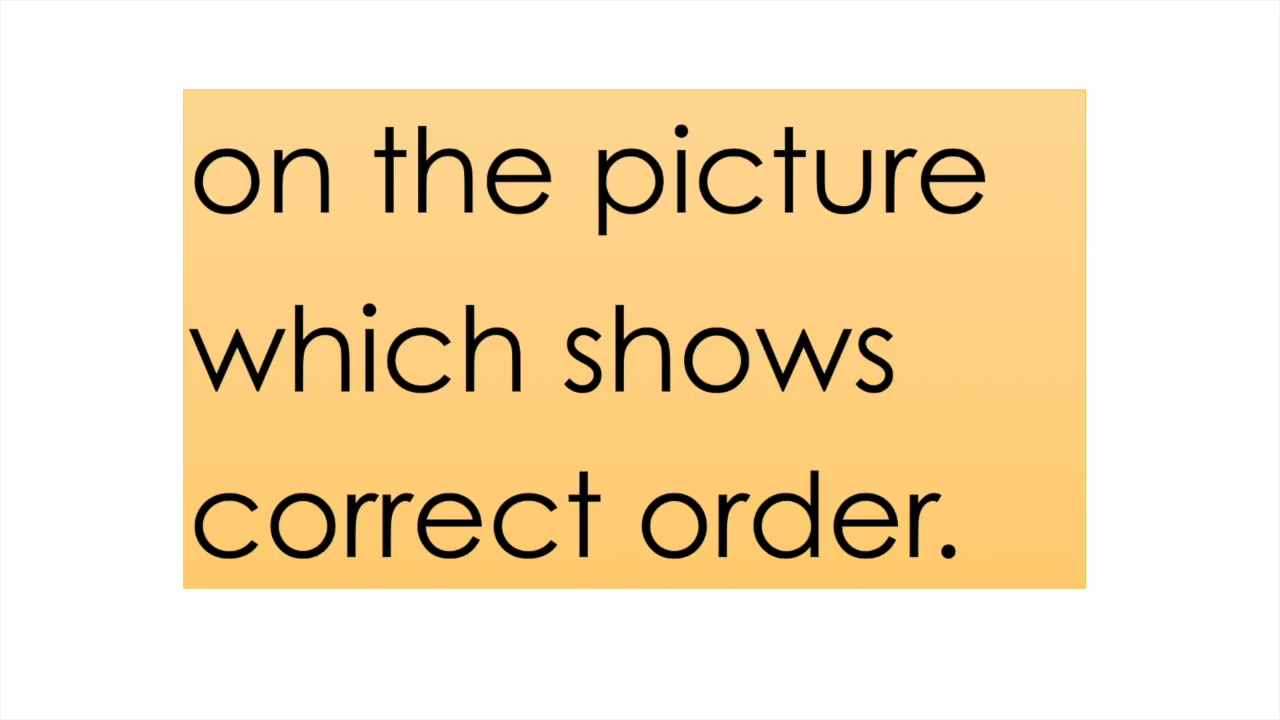 on the picture
which shows
correct order.